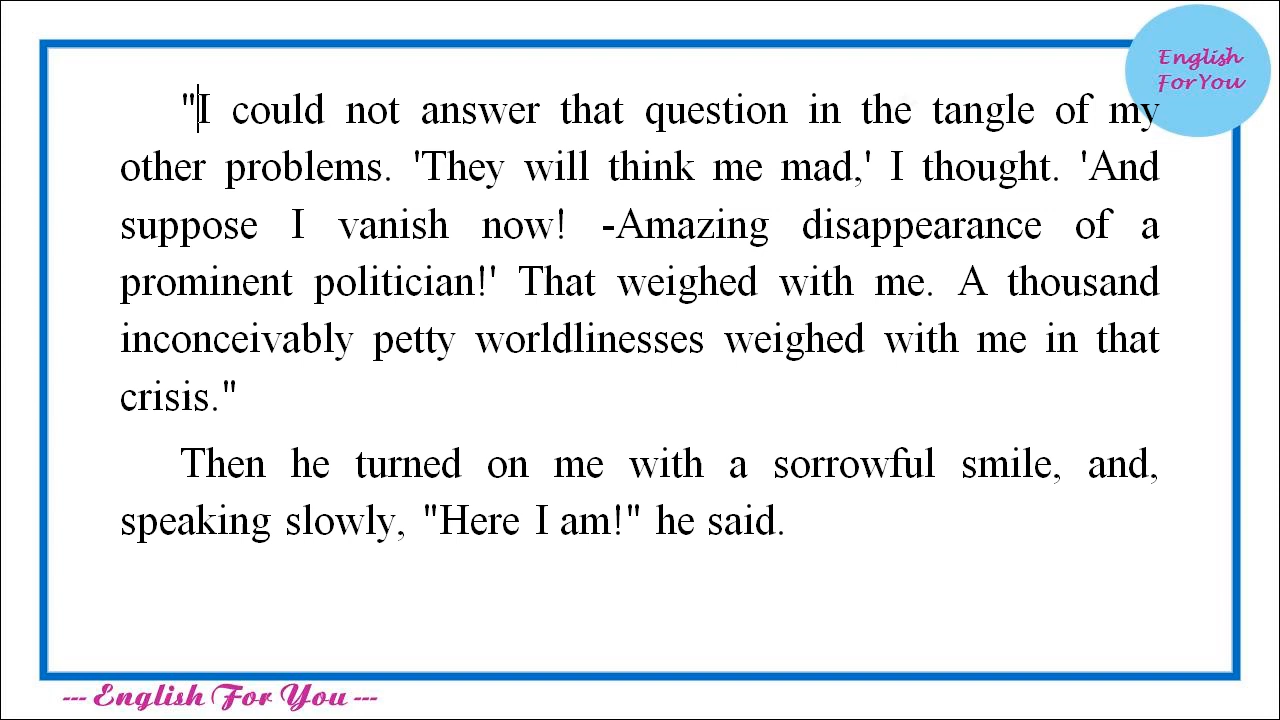 English
ForYou
"I could not answer that question in the tangle of my
other problems. 'They will think me mad,' I thought. 'And
suppose I vanish now! -Amazing disappearance of a
prominent politician!' That weighed with me. A thousand
inconceivably petty worldlinesses weighed with me in that
crisis."
Then he turned on me with a sorrowful smile, and,
speaking slowly, "Here I am!" he said.
--- English For You ---